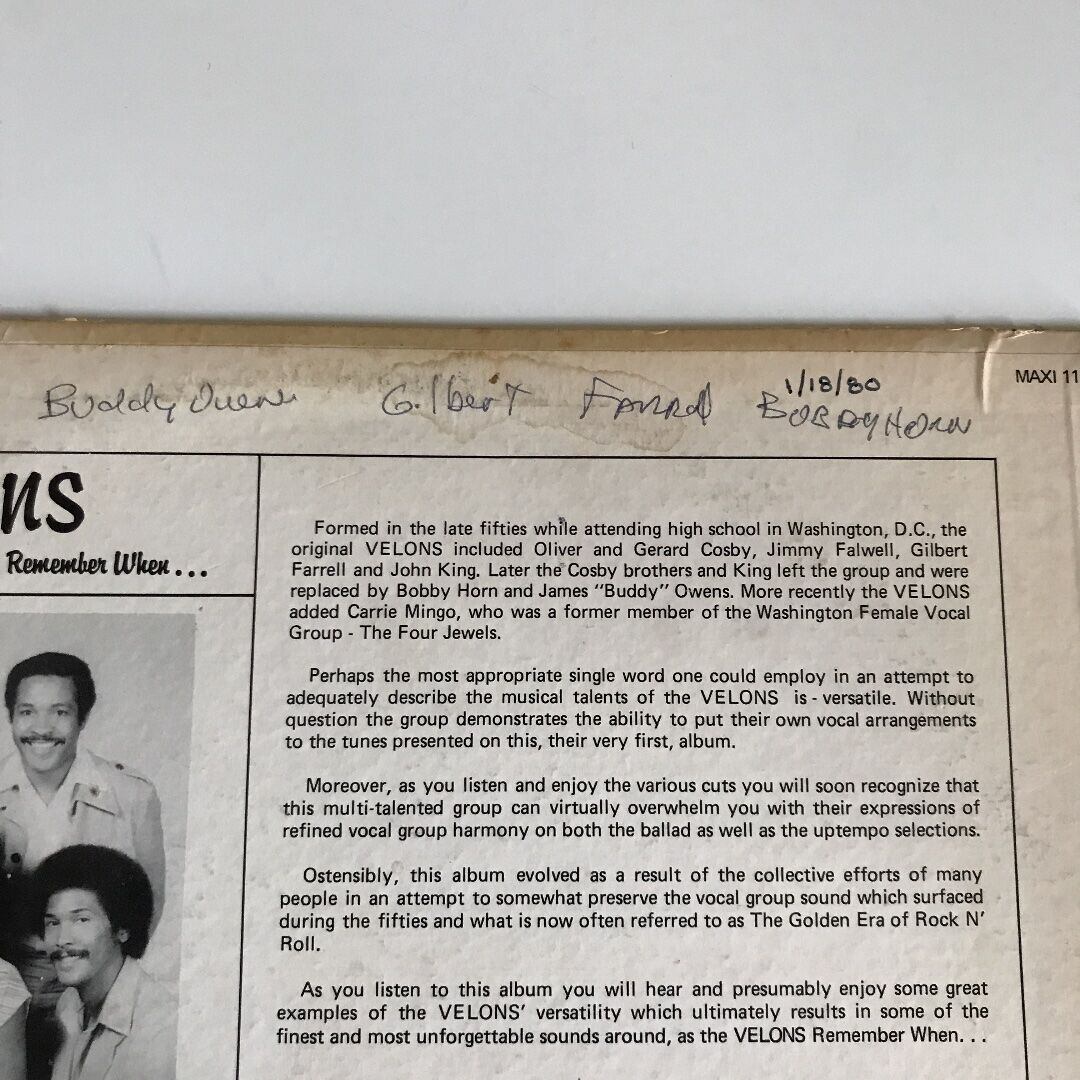 1/18/80
Buddy Owens Gilbert Farrell BOBBY HORN
MAXI 11
NS
Remember When...
Formed in the late fifties while attending high school in Washington, D.C., the
original VELONS included Oliver and Gerard Cosby, Jimmy Falwell, Gilbert
Farrell and John King. Later the Cosby brothers and King left the group and were
replaced by Bobby Horn and James "Buddy" Owens. More recently the VELONS
added Carrie Mingo, who was a former member of the Washington Female Vocal
Group - The Four Jewels.
Perhaps the most appropriate single word one could employ in an attempt to
adequately describe the musical talents of the VELONS is - versatile. Without
question the group demonstrates the ability to put their own vocal arrangements
to the tunes presented on this, their very first, album.
Moreover, as you listen and enjoy the various cuts you will soon recognize that
this multi-talented group can virtually overwhelm you with their expressions of
refined vocal group harmony on both the ballad as well as the uptempo selections.
Ostensibly, this album evolved as a result of the collective efforts of many
people in an attempt to somewhat preserve the vocal group sound which surfaced
during the fifties and what is now often referred to as The Golden Era of Rock N'
Roll.
As you listen to this album you will hear and presumably enjoy some great
examples of the VELONS' versatility which ultimately results in some of the
finest and most unforgettable sounds around, as the VELONS Remember When...